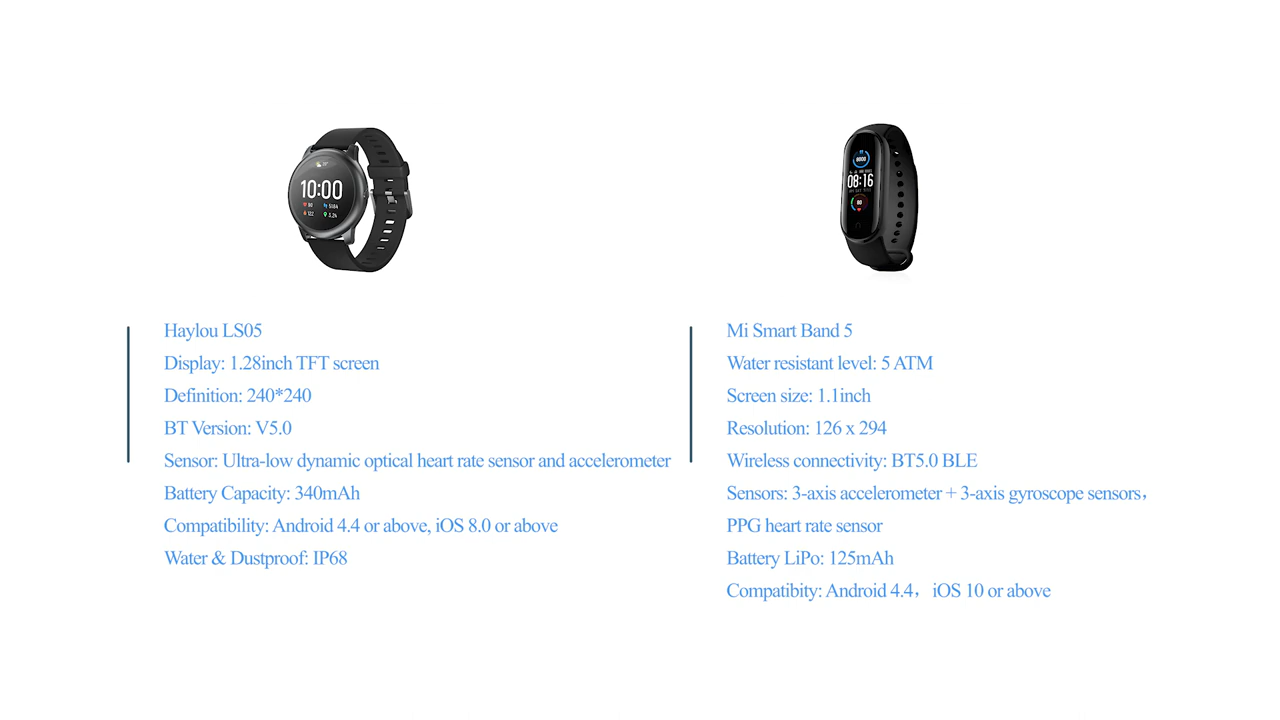 10:00
08:16
Haylou LS05
Display: 1.28inch TFT screen
Definition: 240*240
BT Version: V5.0
Sensor: Ultra-low dynamic optical heart rate sensor and accelerometer
Battery Capacity: 340mAh
Compatibility: Android 4.4 or above, iOS 8.0 or above
Water & Dustproof: IP68
Mi Smart Band 5
Water resistant level: 5 ATM
Screen size: 1.1inch
Resolution: 126 x 294
Wireless connectivity: BT5.0 BLE
Sensors: 3-axis accelerometer + 3-axis gyroscope sensors，
PPG heart rate sensor
Battery LiPo: 125mAh
Compatibity: Android 4.4，iOS 10 or above